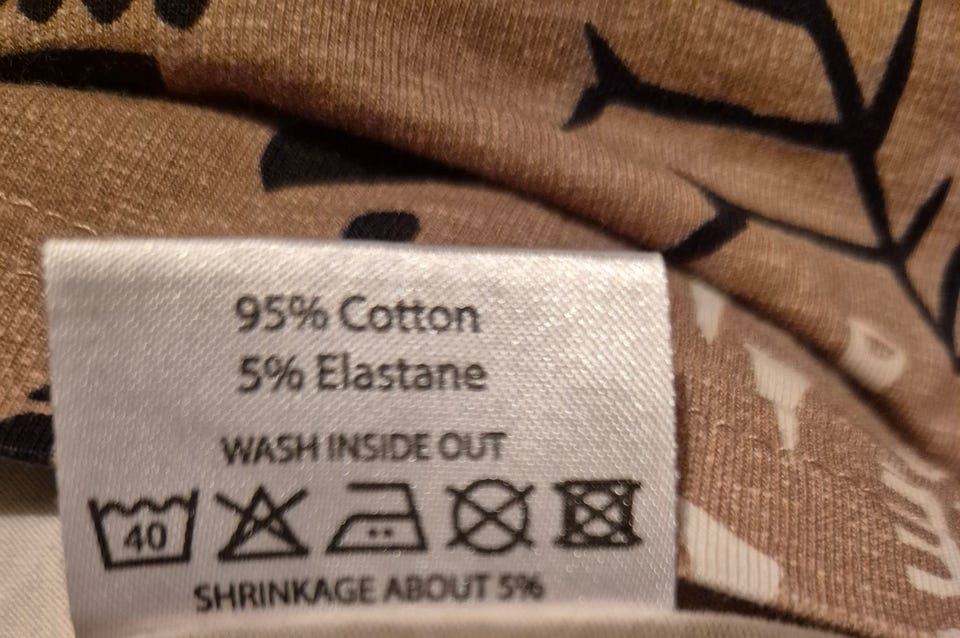 95% Cotton
5% Elastane
WASH INSIDE OUT
40
SHRINKAGE ABOUT 5%